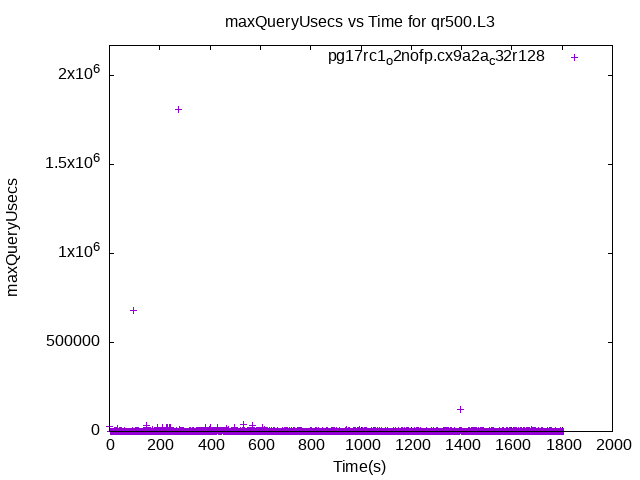 maxQueryUsecs vs Time for qr500.L3
pg17rc1_o2nofp.cx9a2a_c32r128
maxQueryUsecs
2x10^6
1.5x10^6
1x10^6
500000
0
0 200 400 600 800 1000 1200 1400 1600 1800 2000
Time(s)